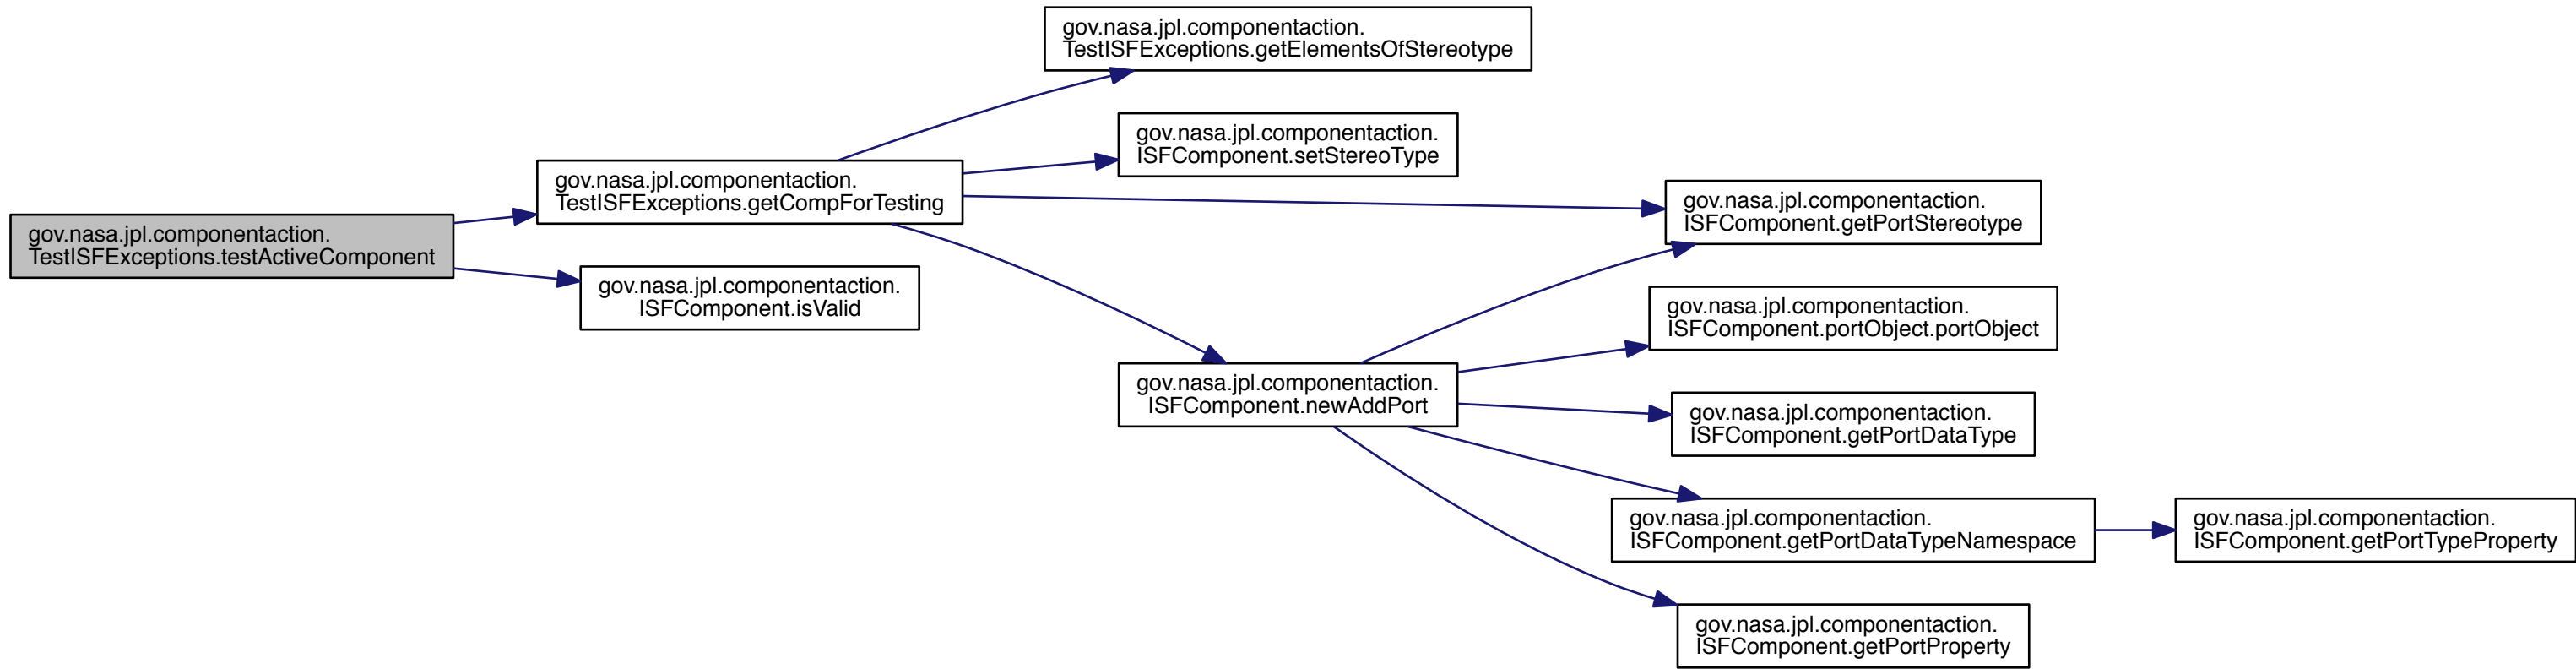 gov.nasa.jpl.componentaction.
TestISFExceptions.testActiveComponent
gov.nasa.jpl.componentaction.
TestISFExceptions.getCompForTesting
gov.nasa.jpl.componentaction.
ISFComponent.isValid
gov.nasa.jpl.componentaction.
TestISFExceptions.getElementsOfStereotype
gov.nasa.jpl.componentaction.
ISFComponent.setStereoType
gov.nasa.jpl.componentaction.
ISFComponent.newAddPort
gov.nasa.jpl.componentaction.
ISFComponent.getPortStereotype
gov.nasa.jpl.componentaction.
ISFComponent.portObject.portObject
gov.nasa.jpl.componentaction.
ISFComponent.getPortDataType
gov.nasa.jpl.componentaction.
ISFComponent.getPortDataTypeNamespace
gov.nasa.jpl.componentaction.
ISFComponent.getPortProperty
gov.nasa.jpl.componentaction.
ISFComponent.getPortTypeProperty